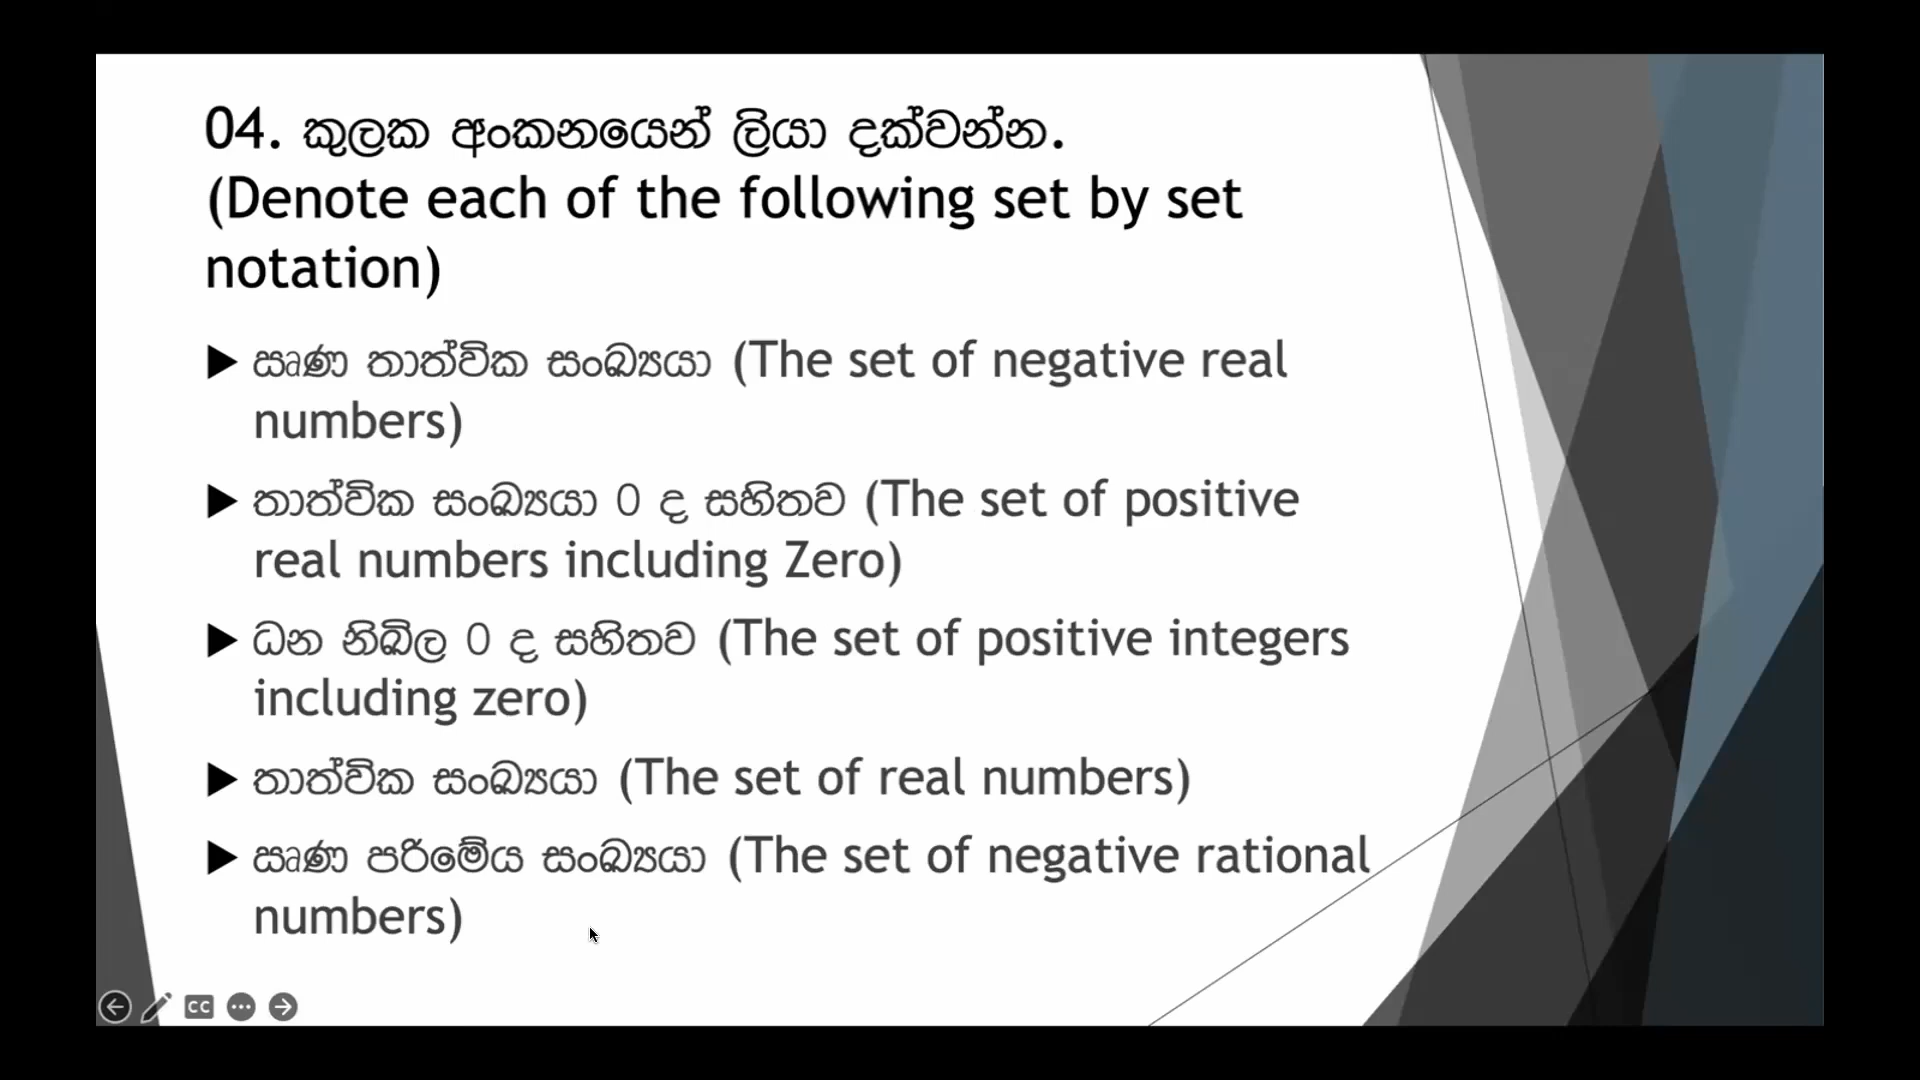 04. කුලක අංකනයෙන් ලියා දක්වන්න.
(Denote each of the following set by set
notation)
▶ ඍණ තාත්වික සංඛ්‍යයා (The set of negative real
numbers)
▶ තාත්වික සංඛ්‍යයා 0 ද සහිතව (The set of positive
real numbers including Zero)
▶ ධන නිඛිල 0 ද සහිතව (The set of positive integers
including zero)
▶ තාත්වික සංඛ්‍යයා (The set of real numbers)
▶ ඍණ පරිමේය සංඛ්‍යයා (The set of negative rational
numbers)
CC